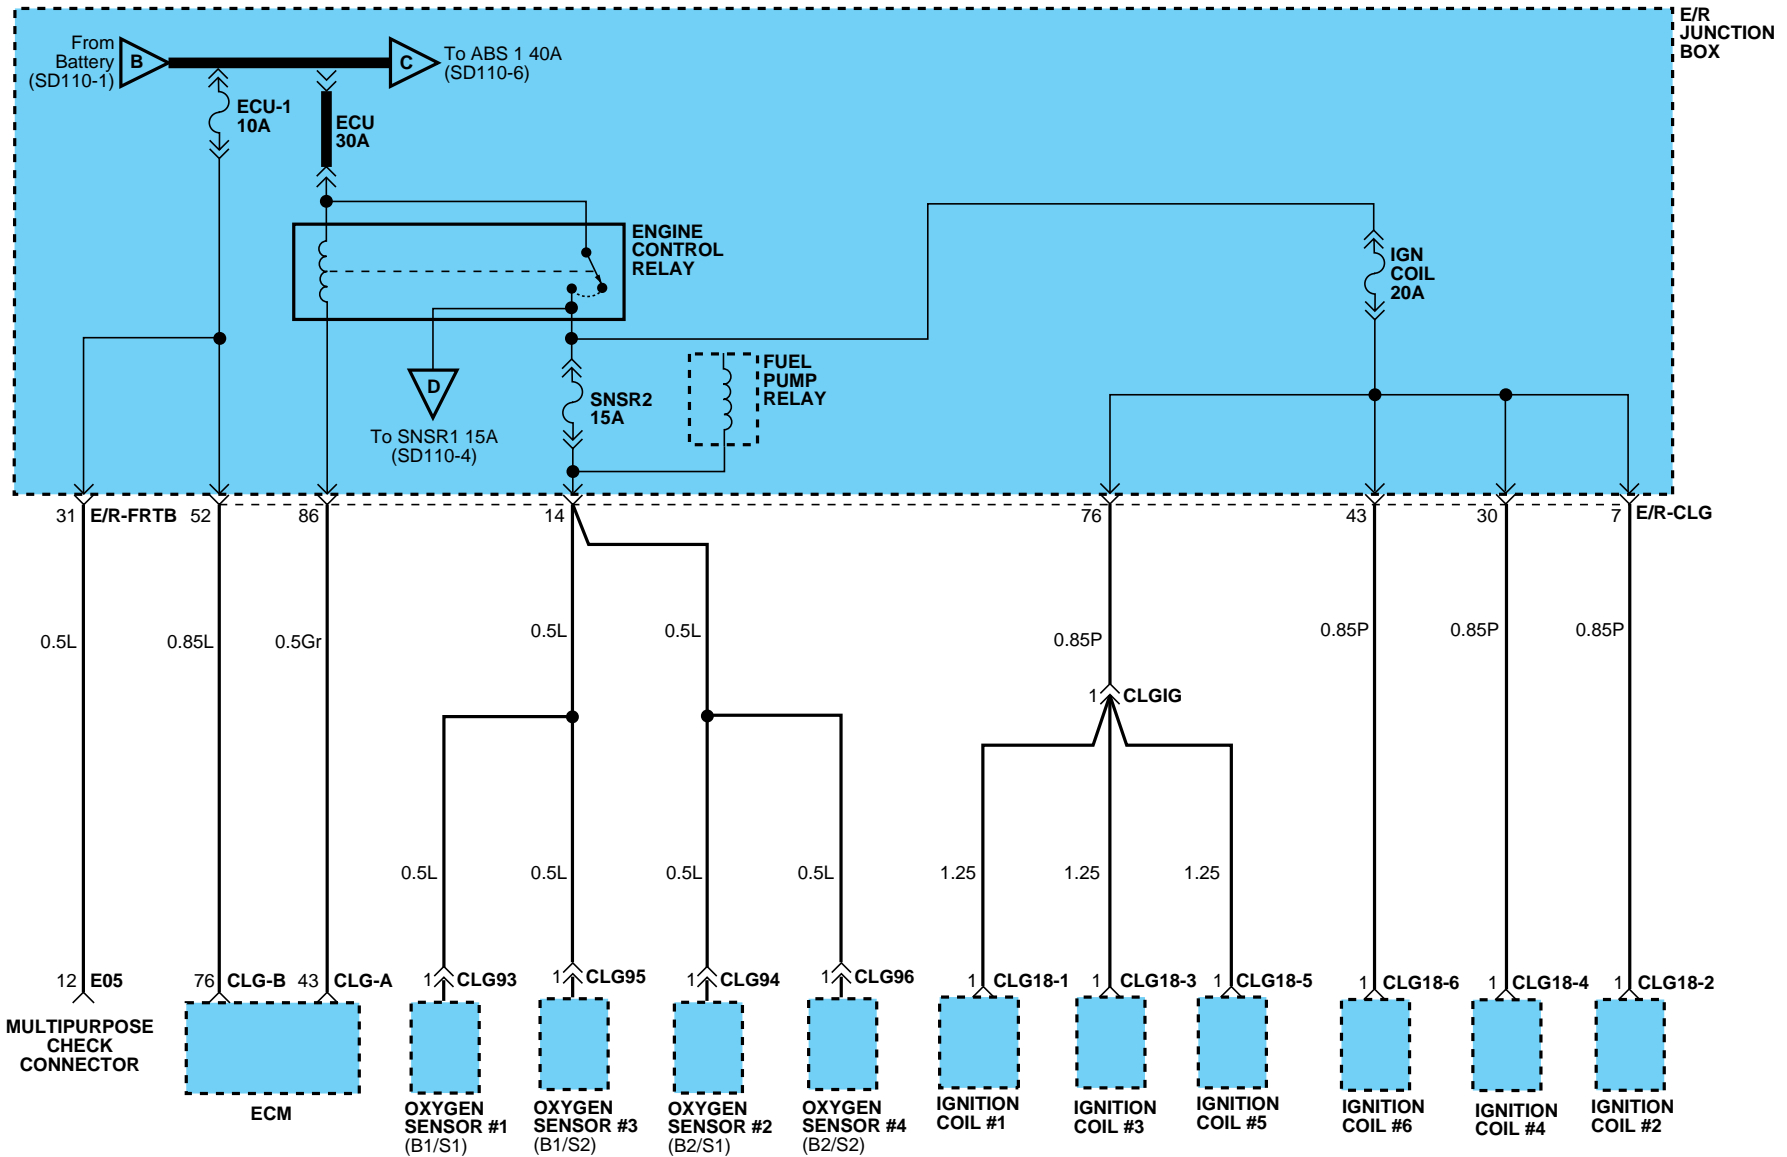 E/R
JUNCTION
BOX
From
Battery
(SD110-1)
B
C
To ABS 1 40A
(SD110-6)
ECU-1
10A
ECU
30A
ENGINE
CONTROL
RELAY
IGN
COIL
20A
D
To SNSR1 15A
(SD110-4)
SNSR2
15A
FUEL
PUMP
RELAY
31 E/R-FRTB 52 86 14 76 43 30 7 E/R-CLG
0.5L 0.85L 0.5Gr 0.5L 0.5L 0.85P 0.85P 0.85P 0.85P
1 CLGIG
0.5L 0.5L 0.5L 0.5L 1.25 1.25 1.25
12 E05 76 CLG-B 43 CLG-A 1 CLG93 1 CLG95 1 CLG94 1 CLG96 1 CLG18-1 1 CLG18-3 1 CLG18-5 1 CLG18-6 1 CLG18-4 1 CLG18-2
MULTIPURPOSE
CHECK
CONNECTOR
ECM
OXYGEN
SENSOR #1
(B1/S1)
OXYGEN
SENSOR #3
(B1/S2)
OXYGEN
SENSOR #2
(B2/S1)
OXYGEN
SENSOR #4
(B2/S2)
IGNITION
COIL #1
IGNITION
COIL #3
IGNITION
COIL #5
IGNITION
COIL #6
IGNITION
COIL #4
IGNITION
COIL #2